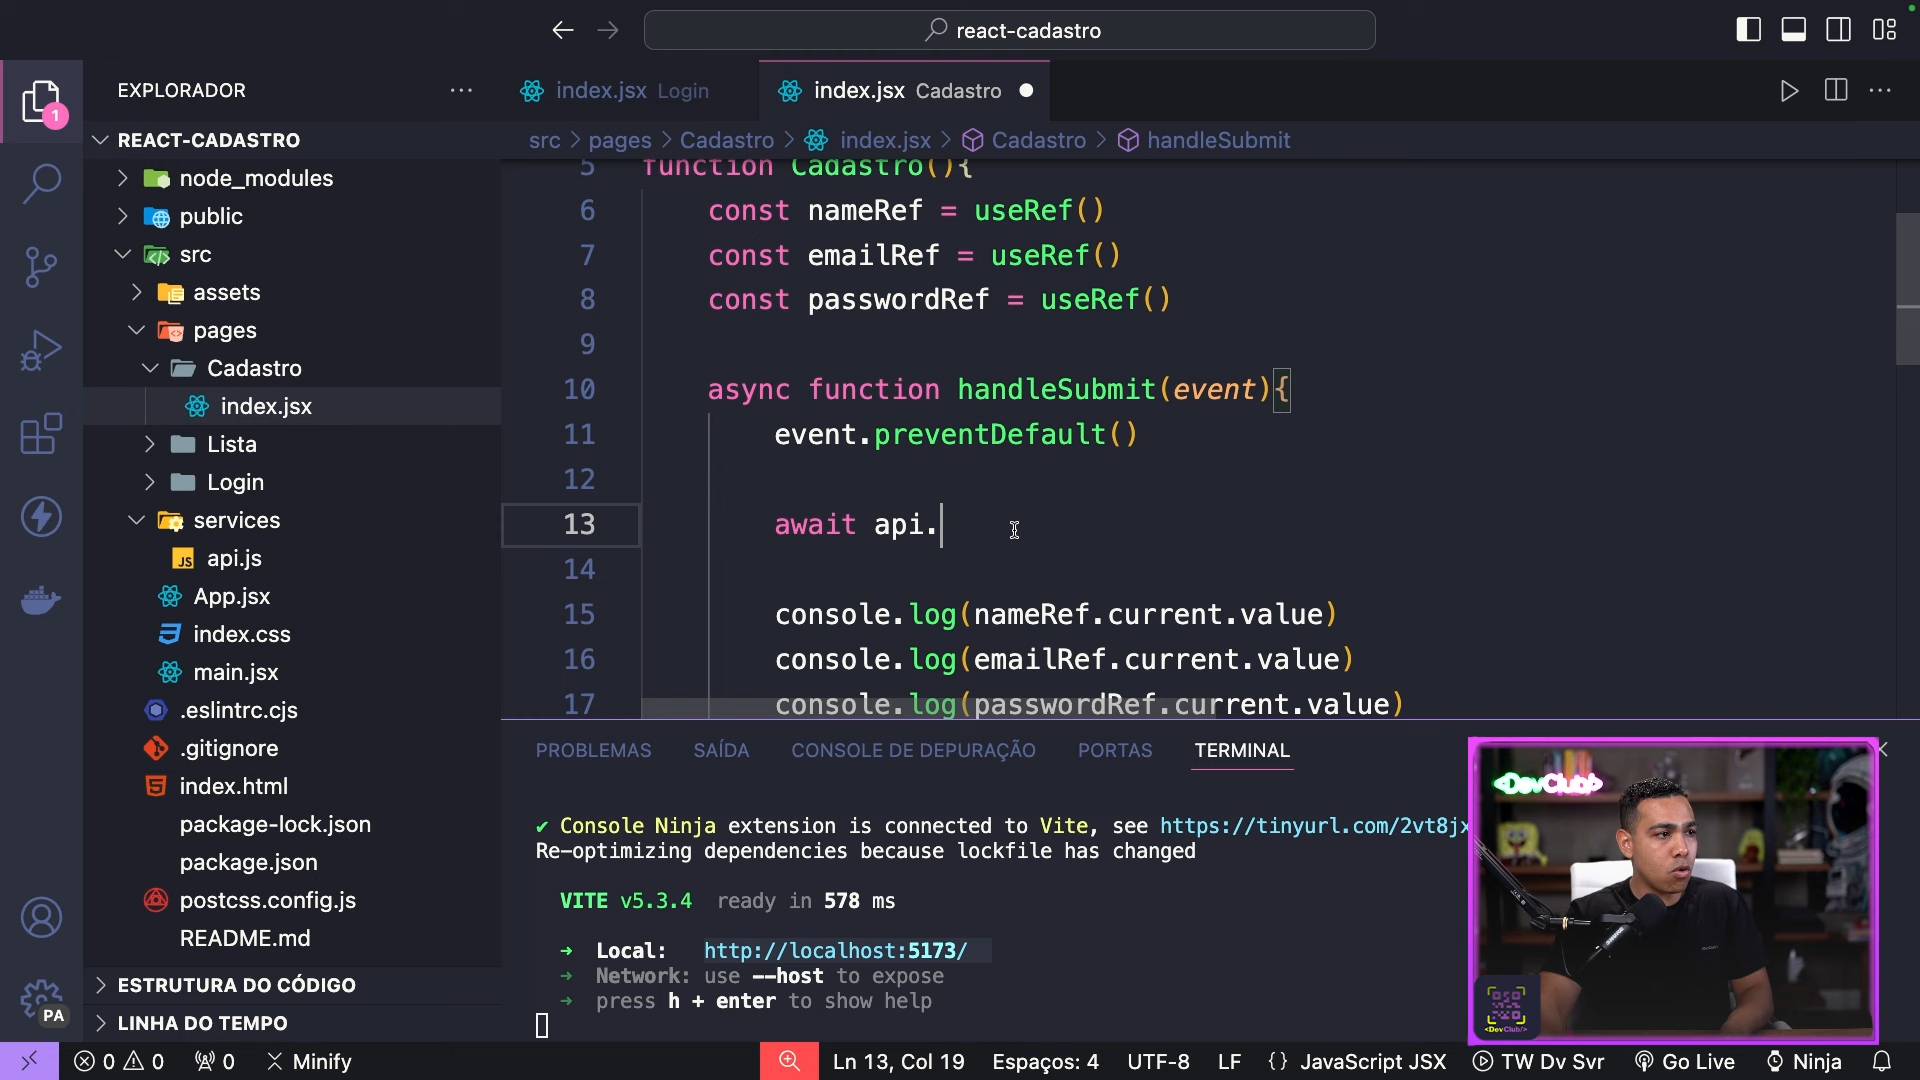 react-cadastro
EXPLORADOR
index.jsx Login
index.jsx Cadastro
1
REACT-CADASTRO
src > pages > Cadastro > index.jsx > Cadastro > handleSubmit
node_modules
public
src
assets
pages
Cadastro
index.jsx
Lista
Login
services
JS api.js
App.jsx
index.css
main.jsx
.eslintrc.cjs
.gitignore
index.html
package-lock.json
package.json
postcss.config.js
README.md
ESTRUTURA DO CÓDIGO
LINHA DO TEMPO
PA
5 function Cadastro(){
6 const nameRef = useRef()
7 const emailRef = useRef()
8 const passwordRef = useRef()
9
10 async function handleSubmit(event){
11 event.preventDefault()
12
13 await api.
14
15 console.log(nameRef.current.value)
16 console.log(emailRef.current.value)
17 console.log(passwordRef.current.value)
PROBLEMAS SAÍDA CONSOLE DE DEPURAÇÃO PORTAS TERMINAL
✔ Console Ninja extension is connected to Vite, see https://tinyurl.com/2vt8jx
Re-optimizing dependencies because lockfile has changed
VITE v5.3.4 ready in 578 ms
➜ Local: http://localhost:5173/
➜ Network: use --host to expose
➜ press h + enter to show help
<DevClub/>
<DevClub/>
0 0 0 Minify Ln 13, Col 19 Espaços: 4 UTF-8 LF {} JavaScript JSX TW Dv Svr Go Live Ninja